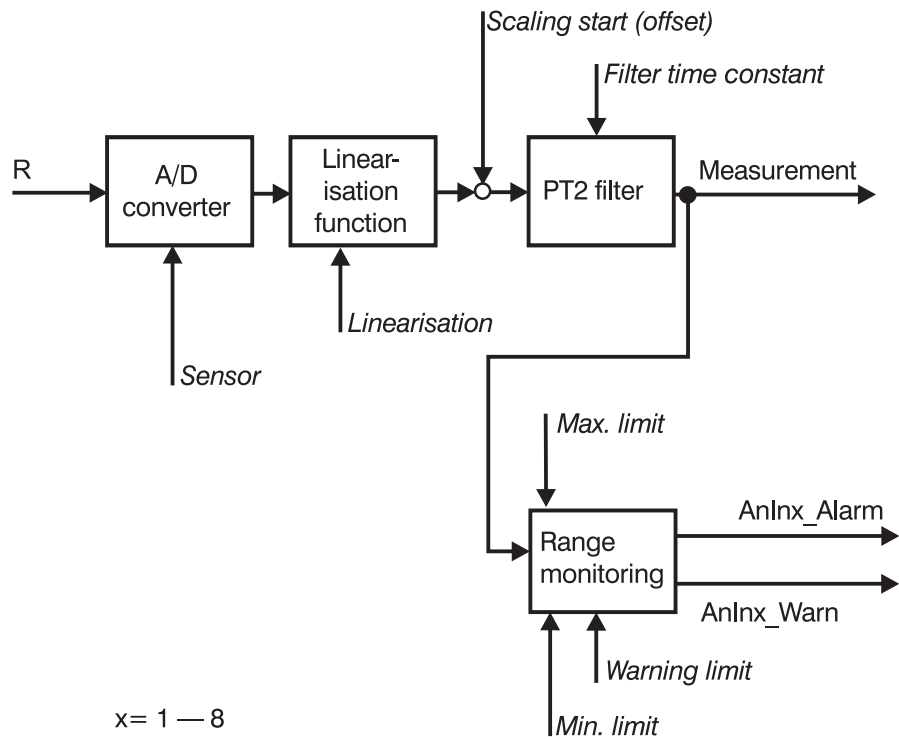 Scaling start (offset)
Filter time constant
R
A/D
converter
Linear-
isation
function
PT2 filter
Measurement
Linearisation
Sensor
Max. limit
AnInx_Alarm
Range
monitoring
AnInx_Warn
Warning limit
Min. limit
x= 1 — 8